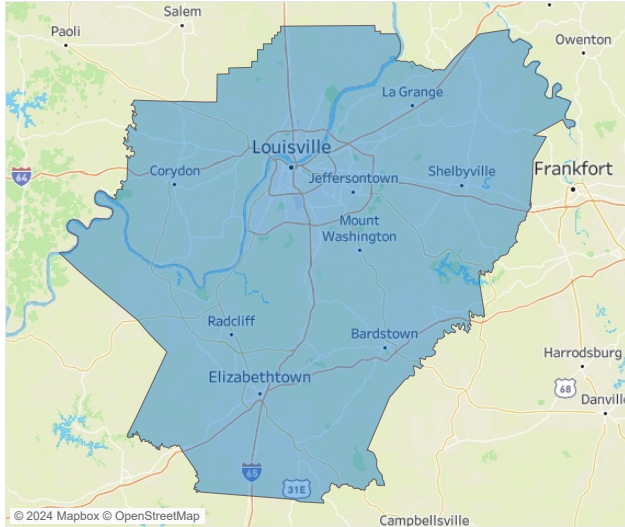 Salem
Paoli
Owenton
La Grange
Louisville
Frankfort
64
Corydon
Jeffersontown
Shelbyville
Mount
Washington
Radcliff
Bardstown
Harrodsburg
Elizabethtown
68
Danvill
65
31E
© 2024 Mapbox © OpenStreetMap
Campbellsville